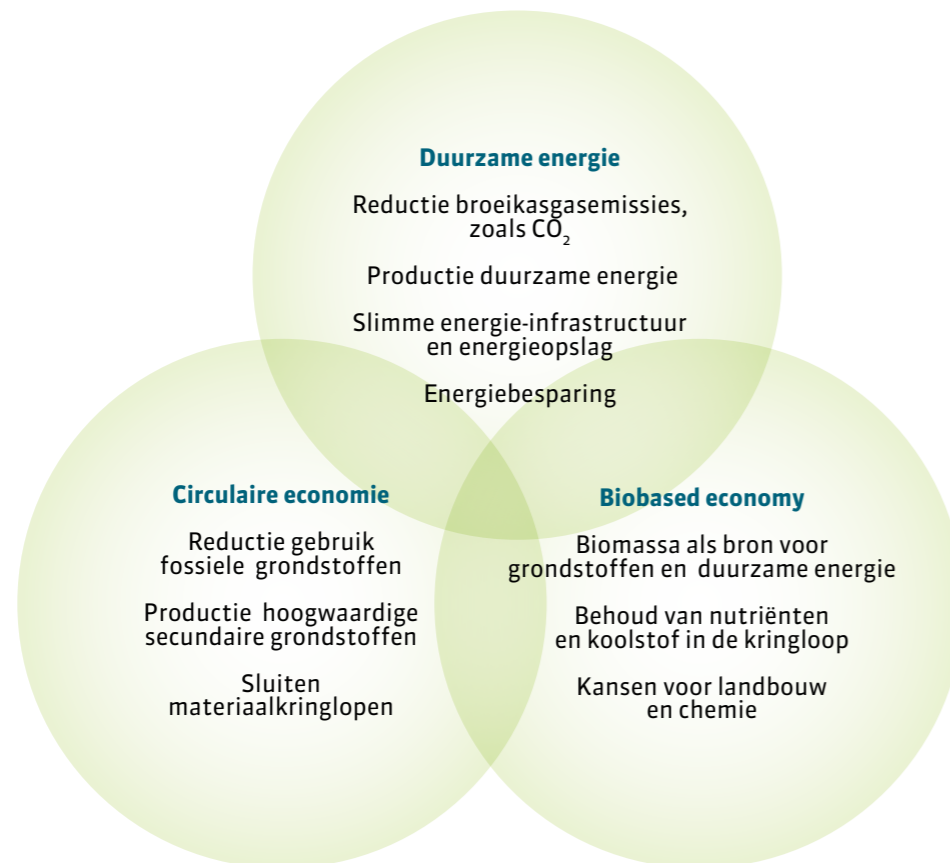 Duurzame energie
Reductie broeikasgasemissies,
zoals CO₂
Productie duurzame energie
Slimme energie-infrastructuur
en energieopslag
Energiebesparing
Circulaire economie
Reductie gebruik
fossiele grondstoffen
Productie hoogwaardige
secundaire grondstoffen
Sluiten
materiaalkringlopen
Biobased economy
Biomassa als bron voor
grondstoffen en duurzame energie
Behoud van nutriënten
en koolstof in de kringloop
Kansen voor landbouw
en chemie